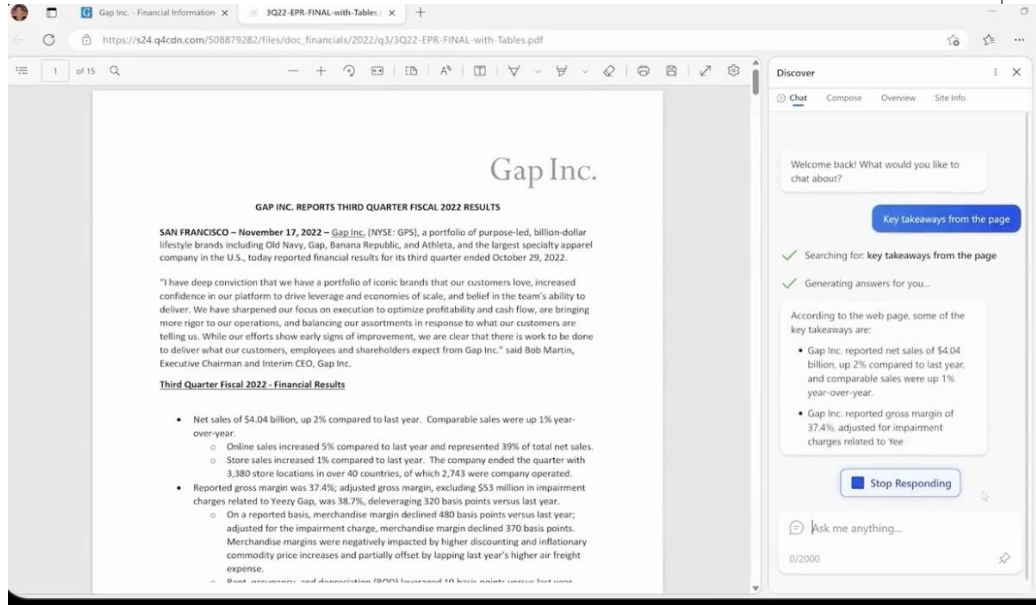 Gap Inc. - Financial Information
3Q22-EPR-FINAL-with-Tables
https://s24.q4cdn.com/508879282/files/doc_financials/2022/q3/3Q22-EPR-FINAL-with-Tables.pdf
1 of 15
Gap Inc.
GAP INC. REPORTS THIRD QUARTER FISCAL 2022 RESULTS
SAN FRANCISCO – November 17, 2022 – Gap Inc. (NYSE: GPS), a portfolio of purpose-led, billion-dollar
lifestyle brands including Old Navy, Gap, Banana Republic, and Athleta, and the largest specialty apparel
company in the U.S., today reported financial results for its third quarter ended October 29, 2022.
"I have deep conviction that we have a portfolio of iconic brands that our customers love, increased
confidence in our platform to drive leverage and economies of scale, and belief in the team's ability to
deliver. We have sharpened our focus on execution to optimize profitability and cash flow, are bringing
more rigor to our operations, and balancing our assortments in response to what our customers are
telling us. While our efforts show early signs of improvement, we are clear that there is work to be done
to deliver what our customers, employees and shareholders expect from Gap Inc." said Bob Martin,
Executive Chairman and Interim CEO, Gap Inc.
Third Quarter Fiscal 2022 - Financial Results
• Net sales of $4.04 billion, up 2% compared to last year. Comparable sales were up 1% year-
over-year.
o Online sales increased 5% compared to last year and represented 39% of total net sales.
o Store sales increased 1% compared to last year. The company ended the quarter with
3,380 store locations in over 40 countries, of which 2,743 were company operated.
• Reported gross margin was 37.4%; adjusted gross margin, excluding $53 million in impairment
charges related to Yeezy Gap, was 38.7%, deleveraging 320 basis points versus last year.
o On a reported basis, merchandise margin declined 480 basis points versus last year;
adjusted for the impairment charge, merchandise margin declined 370 basis points.
Merchandise margins were negatively impacted by higher discounting and inflationary
commodity price increases and partially offset by lapping last year's higher air freight
expense.
o Rent, occupancy, and depreciation (ROD) leveraged 10 basis points versus last year
Discover
Chat
Compose
Overview
Site Info
Welcome back! What would you like to
chat about?
Key takeaways from the page
Searching for: key takeaways from the page
Generating answers for you...
According to the web page, some of the
key takeaways are:
• Gap Inc. reported net sales of $4.04
billion, up 2% compared to last year,
and comparable sales were up 1%
year-over-year.
• Gap Inc. reported gross margin of
37.4%, adjusted for impairment
charges related to Yee
Stop Responding
Ask me anything...
0/2000